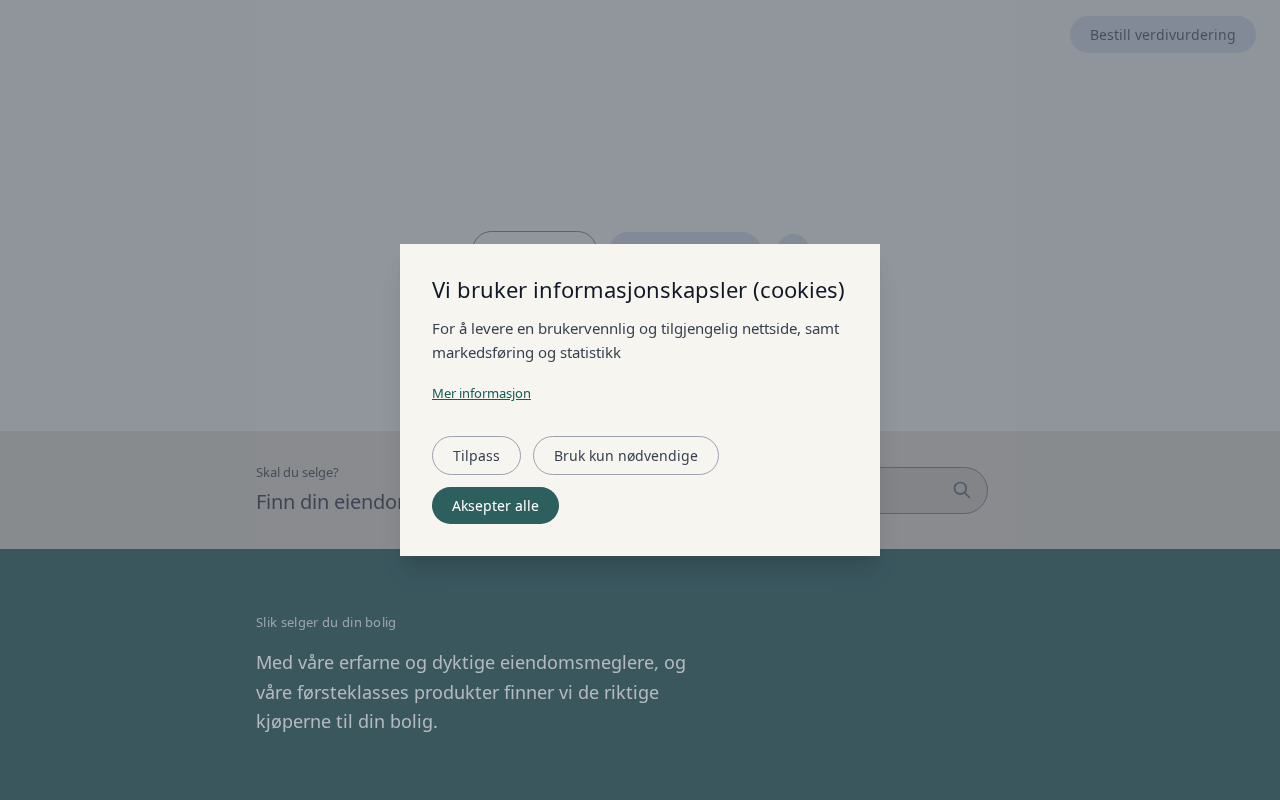 Bestill verdivurdering
Vi bruker informasjonskapsler (cookies)
For å levere en brukervennlig og tilgjengelig nettside, samt
markedsføring og statistikk
Mer informasjon
Tilpass
Bruk kun nødvendige
Aksepter alle
Skal du selge?
Finn din
Slik selger du din bolig
Med våre erfarne og dyktige eiendomsmeglere, og
våre førsteklasses produkter finner vi de riktige
kjøperne til din bolig.